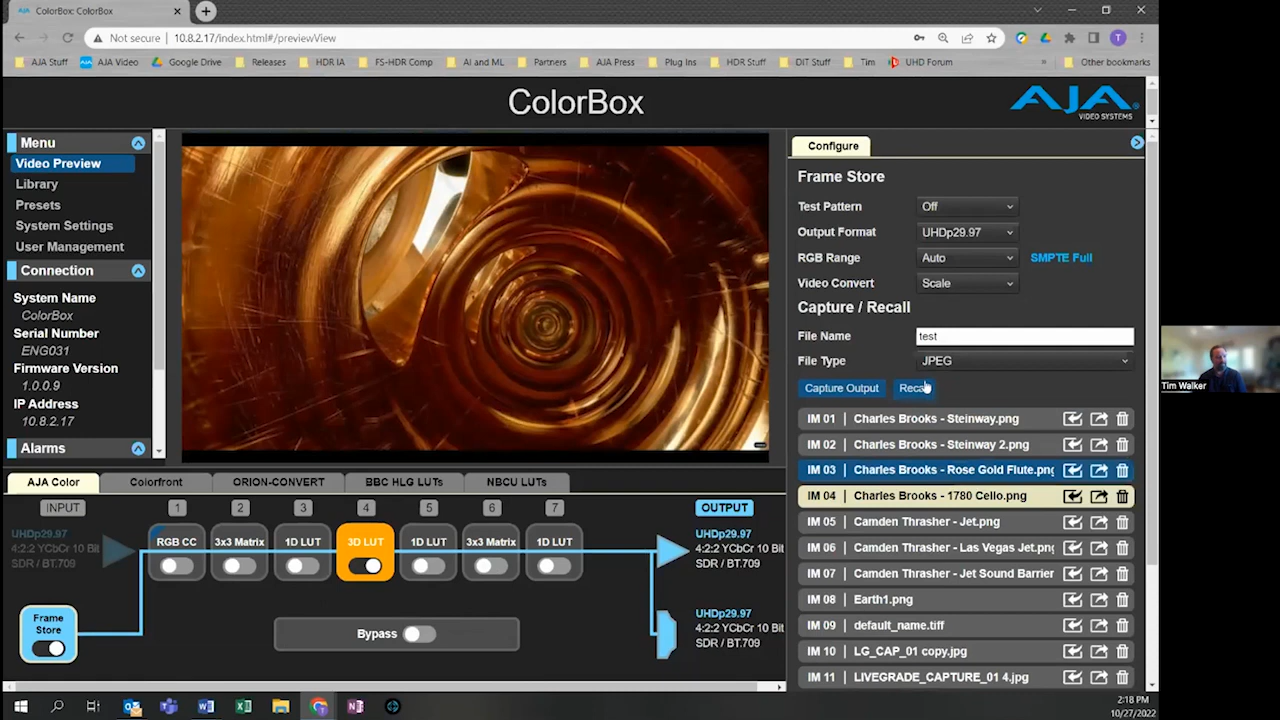 ColorBox: ColorBox
Not secure | 10.8.2.17/index.html#/previewView
AJA Stuff AJA Video Google Drive Releases HDR IA FS-HDR Comp AI and ML Partners AJA Press Plug Ins HDR Stuff DIT Stuff Tim UHD Forum » Other bookmarks
ColorBox
AJA
VIDEO SYSTEMS
Menu
Video Preview
Library
Presets
System Settings
User Management
Connection
System Name
ColorBox
Serial Number
ENG031
Firmware Version
1.0.0.9
IP Address
10.8.2.17
Alarms
Configure
Frame Store
Test Pattern Off
Output Format UHDp29.97
RGB Range Auto SMPTE Full
Video Convert Scale
Capture / Recall
File Name test
File Type JPEG
Capture Output Recall
IM 01 | Charles Brooks - Steinway.png
IM 02 | Charles Brooks - Steinway 2.png
IM 03 | Charles Brooks - Rose Gold Flute.png
IM 04 | Charles Brooks - 1780 Cello.png
IM 05 | Camden Thrasher - Jet.png
IM 06 | Camden Thrasher - Las Vegas Jet.png
IM 07 | Camden Thrasher - Jet Sound Barrier
IM 08 | Earth1.png
IM 09 | default_name.tiff
IM 10 | LG_CAP_01 copy.jpg
IM 11 | LIVEGRADE_CAPTURE_01 4.jpg
AJA Color Colorfront ORION-CONVERT BBC HLG LUTs NBCU LUTs
INPUT 1 2 3 4 5 6 7 OUTPUT
UHDp29.97
4:2:2 YCbCr 10 Bit
SDR / BT.709
RGB CC 3x3 Matrix 1D LUT 3D LUT 1D LUT 3x3 Matrix 1D LUT
UHDp29.97
4:2:2 YCbCr 10 Bit
SDR / BT.709
Frame
Store
Bypass
UHDp29.97
4:2:2 YCbCr 10 Bit
SDR / BT.709
Tim Walker
2:18 PM
10/27/2022